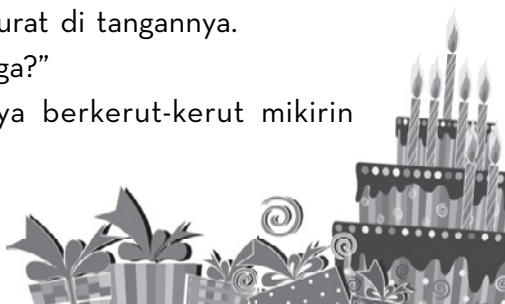 urat di tangannya.
ga?”
ya berkerut-kerut mikirin